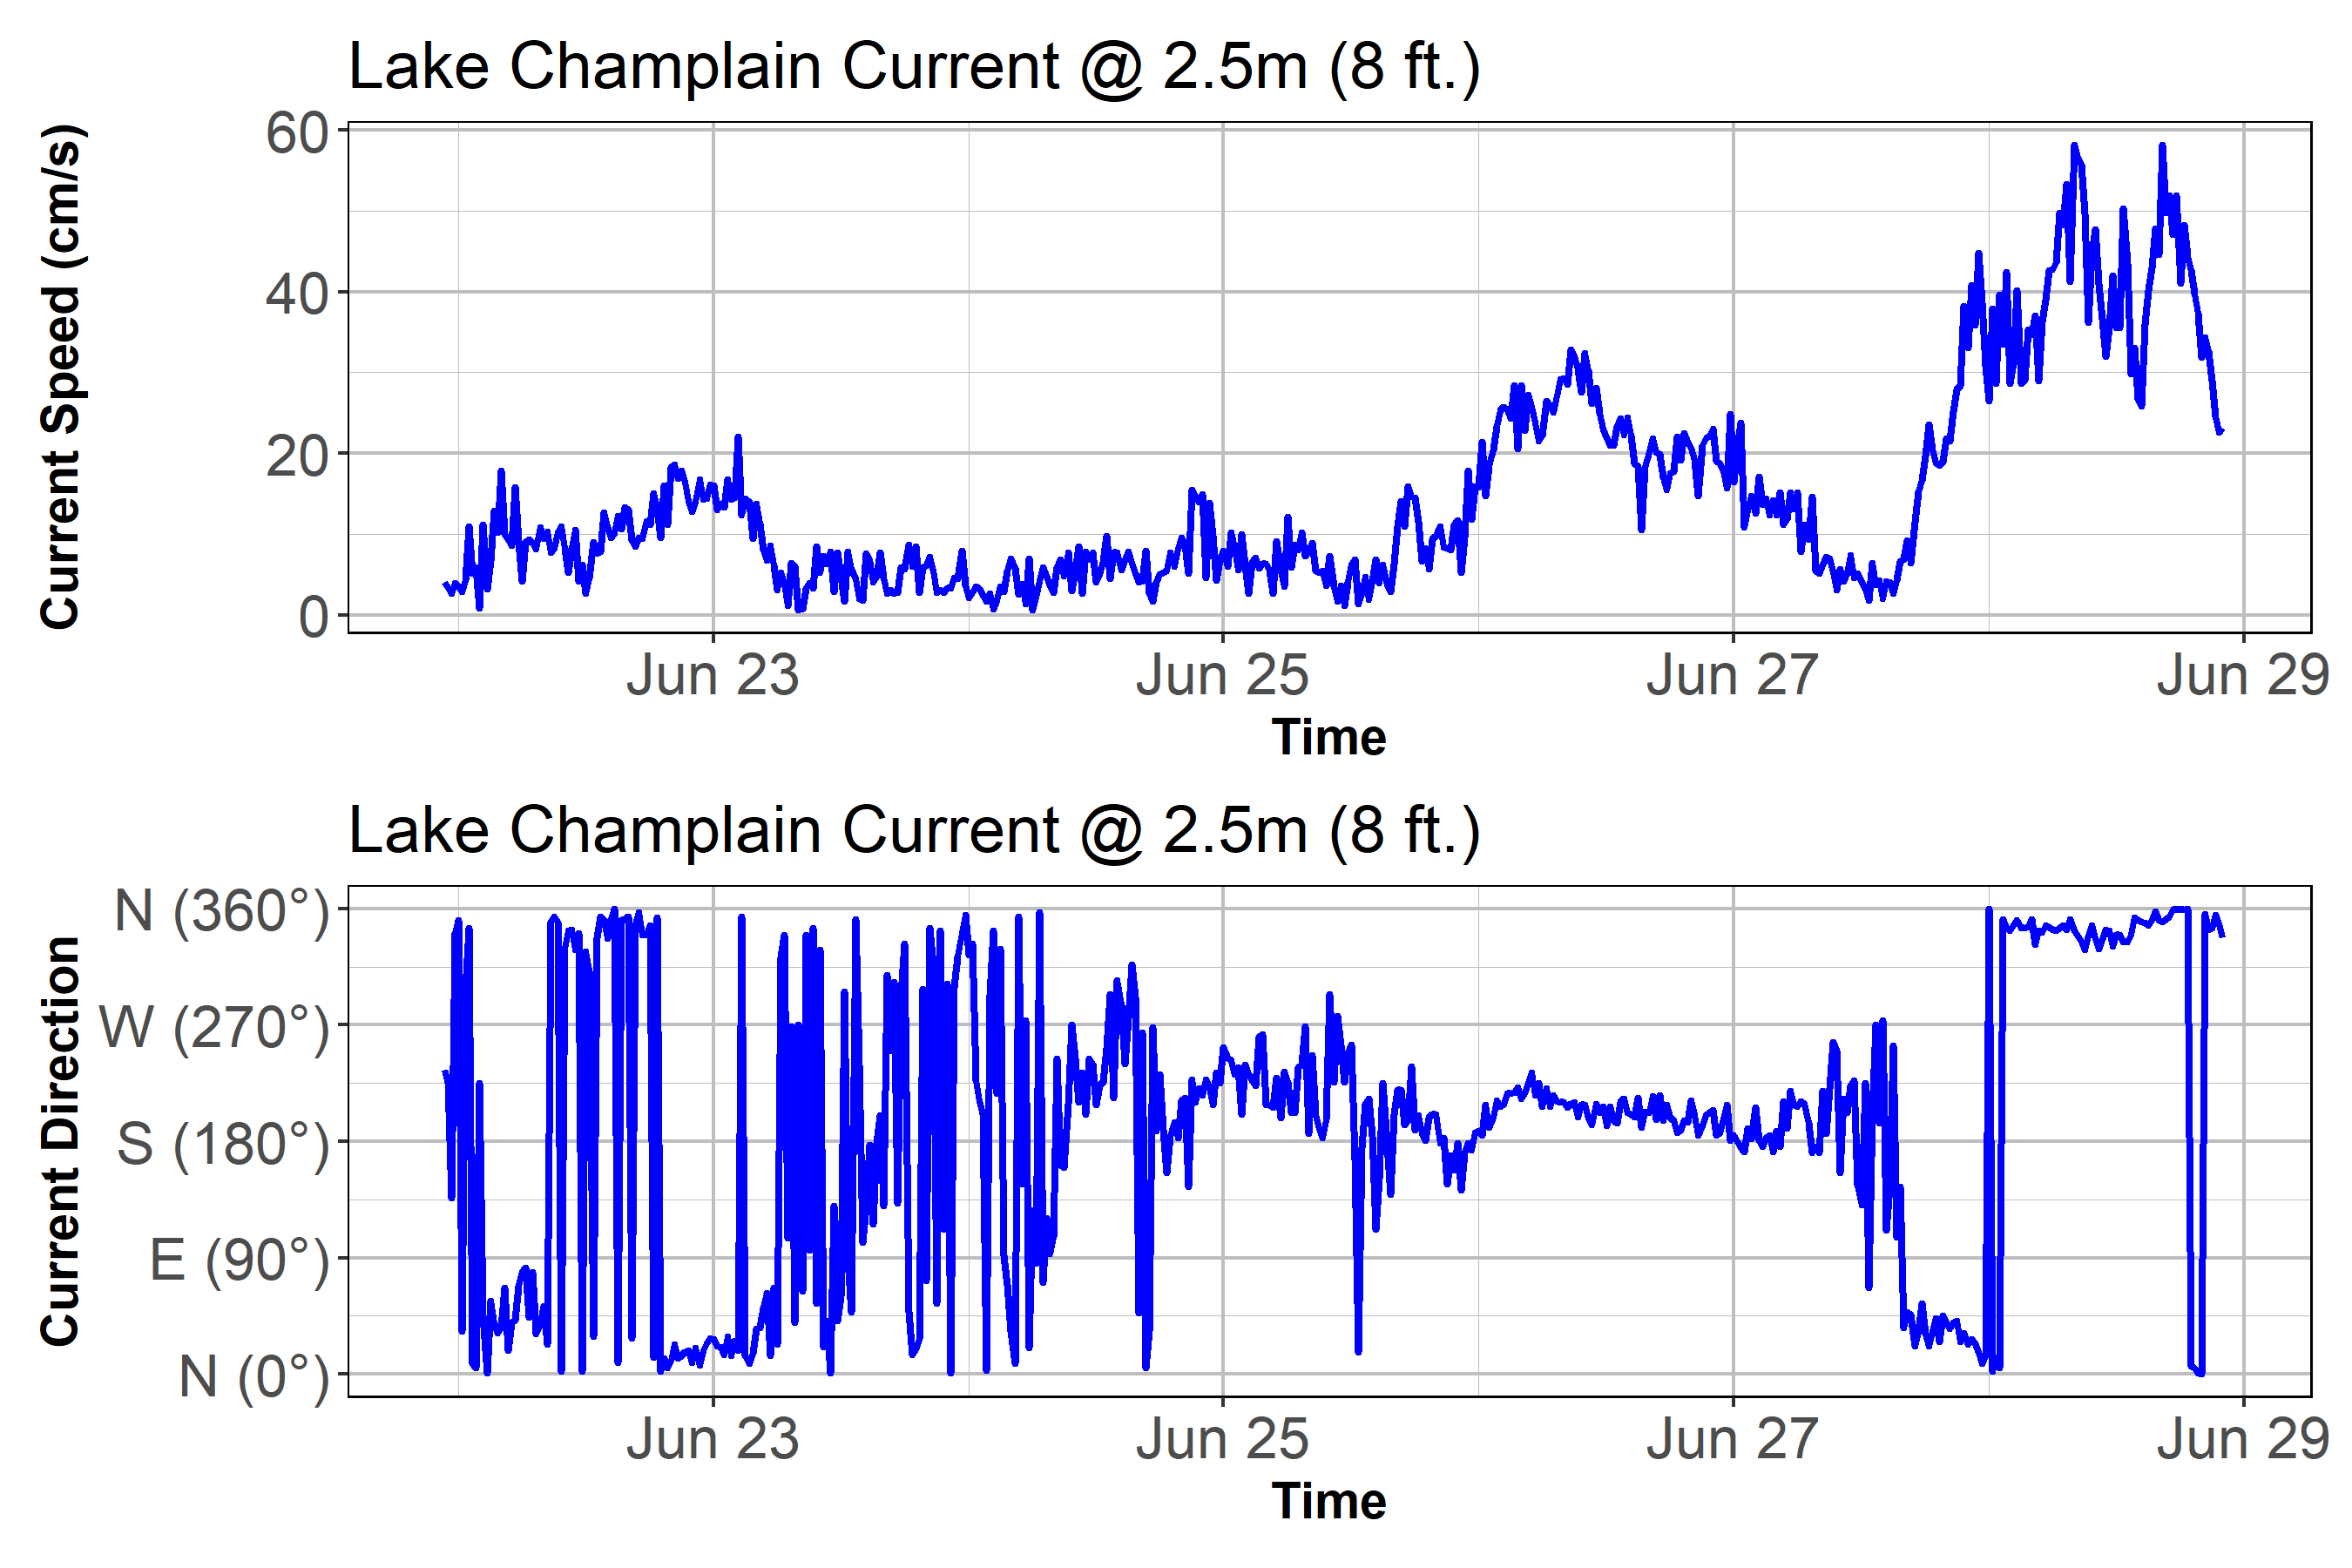 Lake Champlain Current @ 2.5m (8 ft.)
Current Speed (cm/s)
60
40
20
0
Jun 23 Jun 25 Jun 27 Jun 29
Time
Lake Champlain Current @ 2.5m (8 ft.)
Current Direction
N (360°)
W (270°)
S (180°)
E (90°)
N (0°)
Jun 23 Jun 25 Jun 27 Jun 29
Time